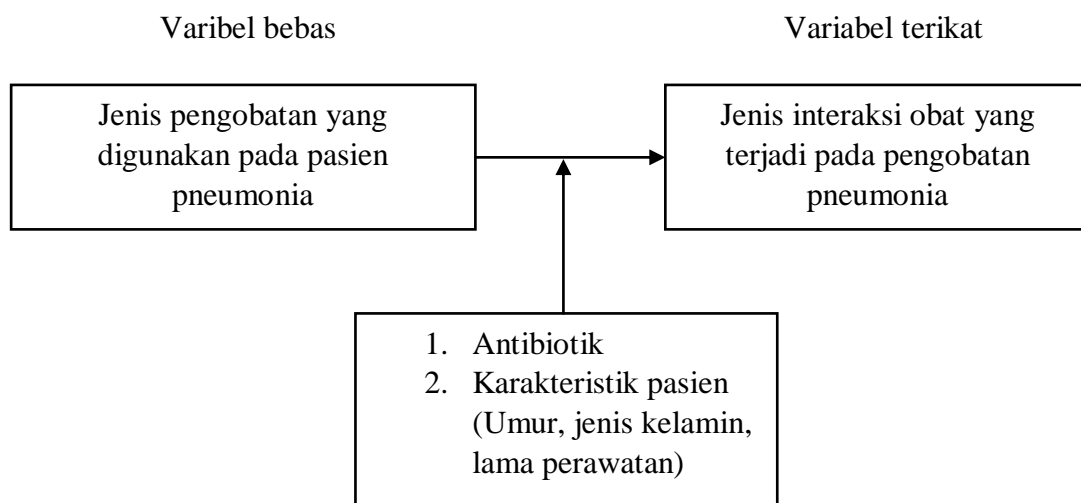 Varibel bebas
Variabel terikat
Jenis pengobatan yang
digunakan pada pasien
pneumonia
Jenis interaksi obat yang
terjadi pada pengobatan
pneumonia
1. Antibiotik
2. Karakteristik pasien
(Umur, jenis kelamin,
lama perawatan)